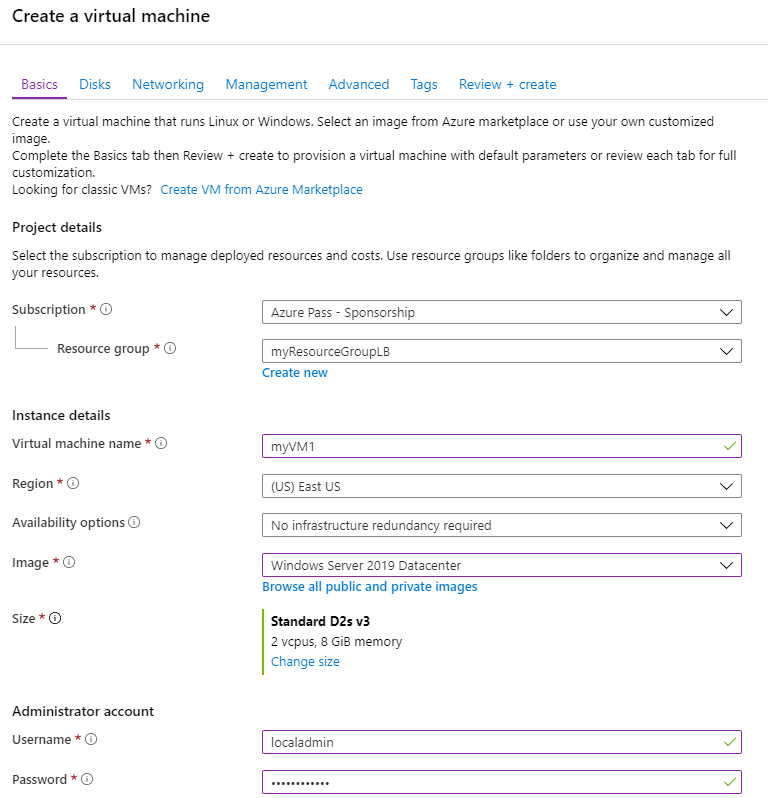 Create a virtual machine
Basics Disks Networking Management Advanced Tags Review + create
Create a virtual machine that runs Linux or Windows. Select an image from Azure marketplace or use your own customized
image.
Complete the Basics tab then Review + create to provision a virtual machine with default parameters or review each tab for full
customization.
Looking for classic VMs? Create VM from Azure Marketplace
Project details
Select the subscription to manage deployed resources and costs. Use resource groups like folders to organize and manage all
your resources.
Subscription * Azure Pass - Sponsorship
Resource group * myResourceGroupLB
Create new
Instance details
Virtual machine name * myVM1
Region * (US) East US
Availability options No infrastructure redundancy required
Image * Windows Server 2019 Datacenter
Browse all public and private images
Size * Standard D2s v3
2 vcpus, 8 GiB memory
Change size
Administrator account
Username * localadmin
Password * ••••••••••••